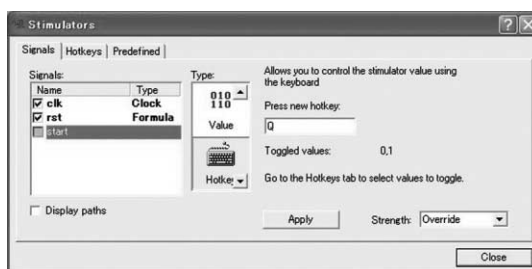 Stimulators
Signals Hotkeys Predefined
Signals:
Name Type
clk Clock
rst Formula
start
Display paths
Type:
010
110
Value
Hotkey
Allows you to control the stimulator value using
the keyboard
Press new hotkey:
Q
Toggled values: 0,1
Go to the Hotkeys tab to select values to toggle.
Apply Strength: Override
Close